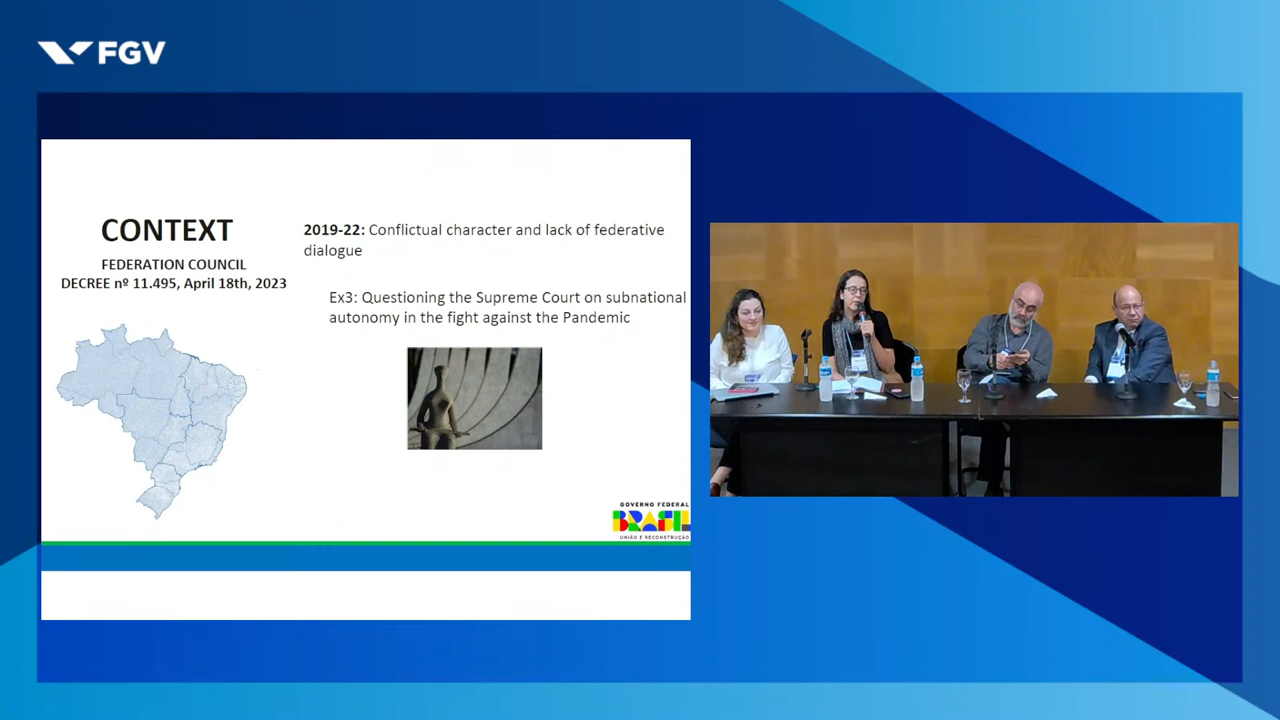 FGV
CONTEXT
FEDERATION COUNCIL
DECREE nº 11.495, April 18th, 2023
2019-22: Conflictual character and lack of federative
dialogue
Ex3: Questioning the Supreme Court on subnational
autonomy in the fight against the Pandemic
GOVERNO FEDERAL
BRASIL
UNIÃO E RECONSTRUÇÃO